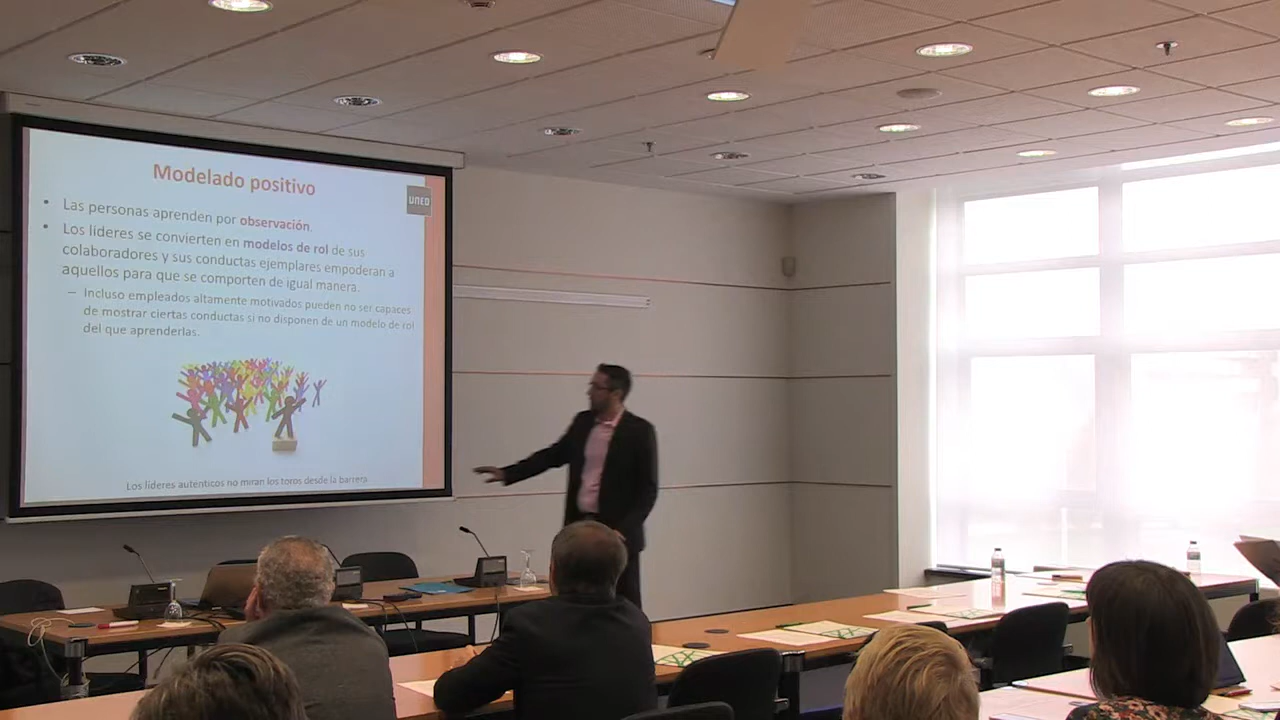 Modelado positivo
UNED
• Las personas aprenden por observación.
• Los líderes se convierten en modelos de rol de sus
colaboradores y sus conductas ejemplares empoderan a
aquellos para que se comporten de igual manera.
– Incluso empleados altamente motivados pueden no ser capaces
de mostrar ciertas conductas si no disponen de un modelo de rol
del que aprenderlas.
Los líderes auténticos no miran los toros desde la barrera